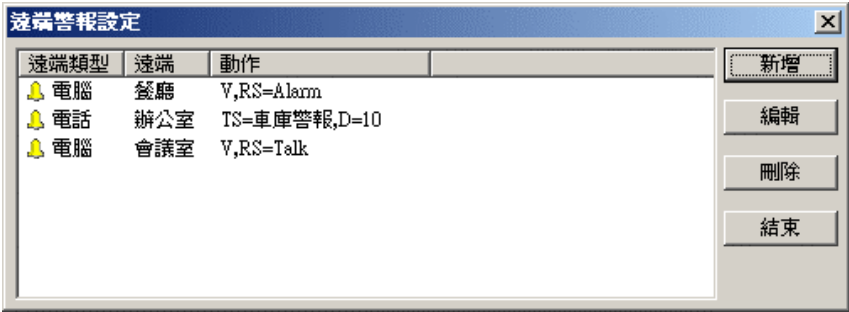 遠端警報設定
遠端類型 遠端 動作
電腦 餐廳 V,RS=Alarm
電話 辦公室 TS=車庫警報,D=10
電腦 會議室 V,RS=Talk
新增
編輯
刪除
結束